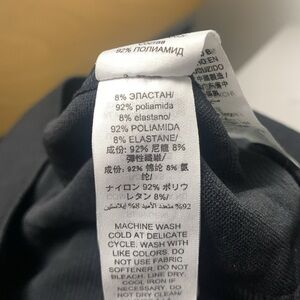 92% ПОЛИАМИД
8% ЭЛАСТАН/
92% poliamida
8% elastano/
92% POLIAMIDA
8% ELASTANE/
成份: 92% 尼龍 8%
彈性纖維/
成份: 92% 锦纶 8% 氨
纶/
ナイロン 92% ポリウ
レタン 8%/
MACHINE WASH
COLD AT DELICATE
CYCLE. WASH WITH
LIKE COLORS. DO
NOT USE FABRIC
SOFTENER. DO NOT
BLEACH. LINE DRY.
COOL IRON IF
NECESSARY. DO
NOT DRY CLEAN.